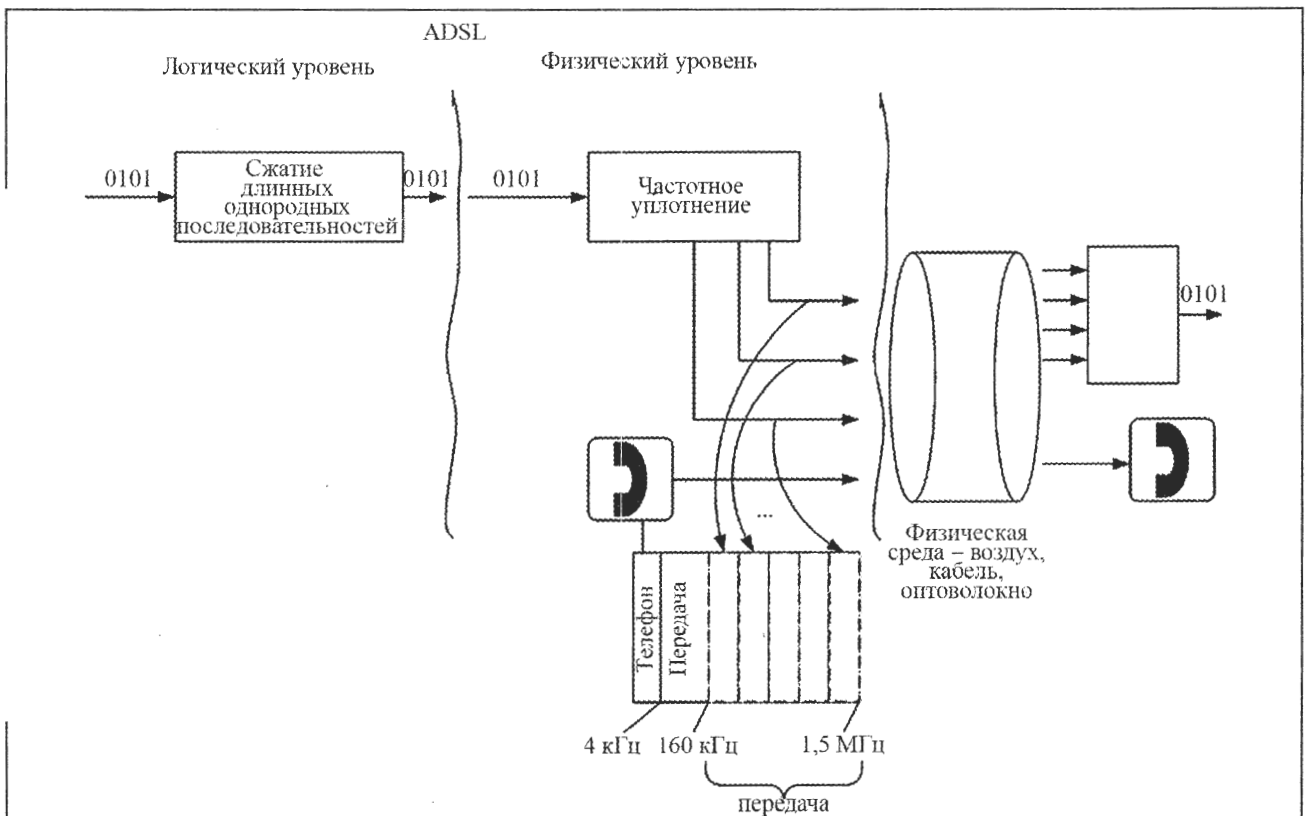 ADSL
Логический уровень
Физический уровень
0101
Сжатие
длинных
однородных
последовательностей
0101
0101
Частотное
уплотнение
0101
...
Физическая
среда – воздух,
кабель,
оптоволокно
Телефон
Передача
4 кГц
160 кГц
1,5 МГц
передача